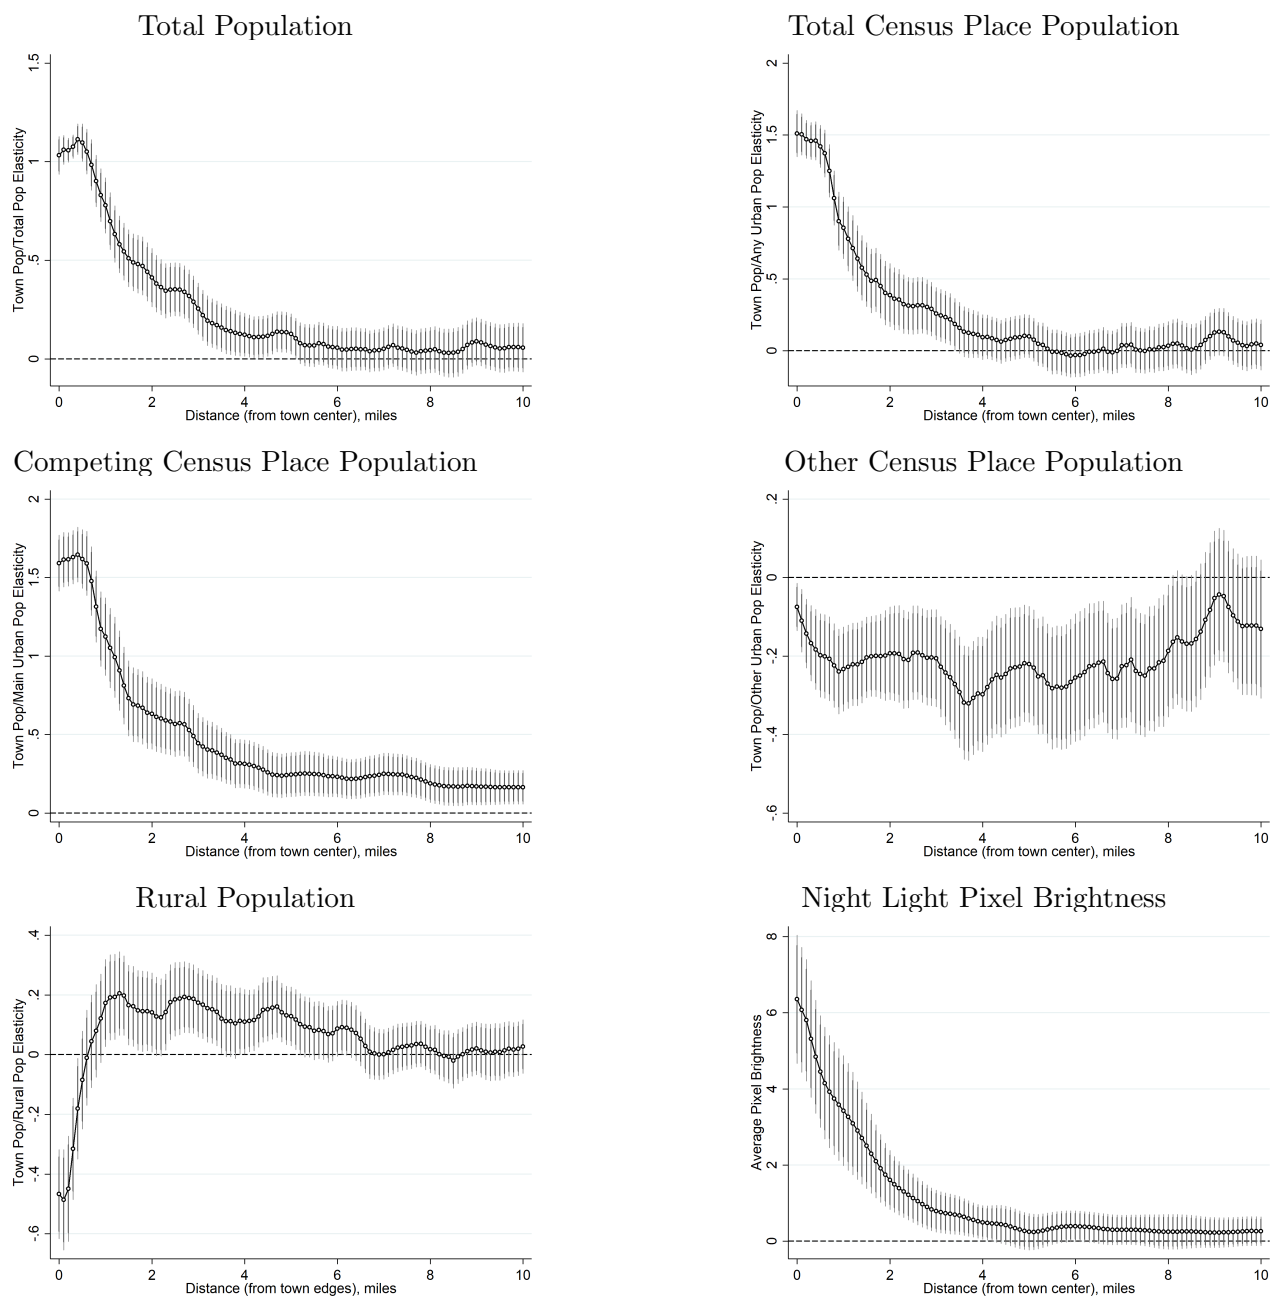 Total Population
Town Pop/Total Pop Elasticity
1.5
1
.5
0
0 2 4 6 8 10
Distance (from town center), miles
Total Census Place Population
Town Pop/Any Urban Pop Elasticity
2
1.5
1
.5
0
0 2 4 6 8 10
Distance (from town center), miles
Competing Census Place Population
Town Pop/Main Urban Pop Elasticity
2
1.5
1
.5
0
0 2 4 6 8 10
Distance (from town center), miles
Other Census Place Population
Town Pop/Other Urban Pop Elasticity
.2
0
-.2
-.4
-.6
0 2 4 6 8 10
Distance (from town center), miles
Rural Population
Town Pop/Rural Pop Elasticity
.4
.2
0
-.2
-.4
-.6
0 2 4 6 8 10
Distance (from town edges), miles
Night Light Pixel Brightness
Average Pixel Brightness
8
6
4
2
0
0 2 4 6 8 10
Distance (from town center), miles